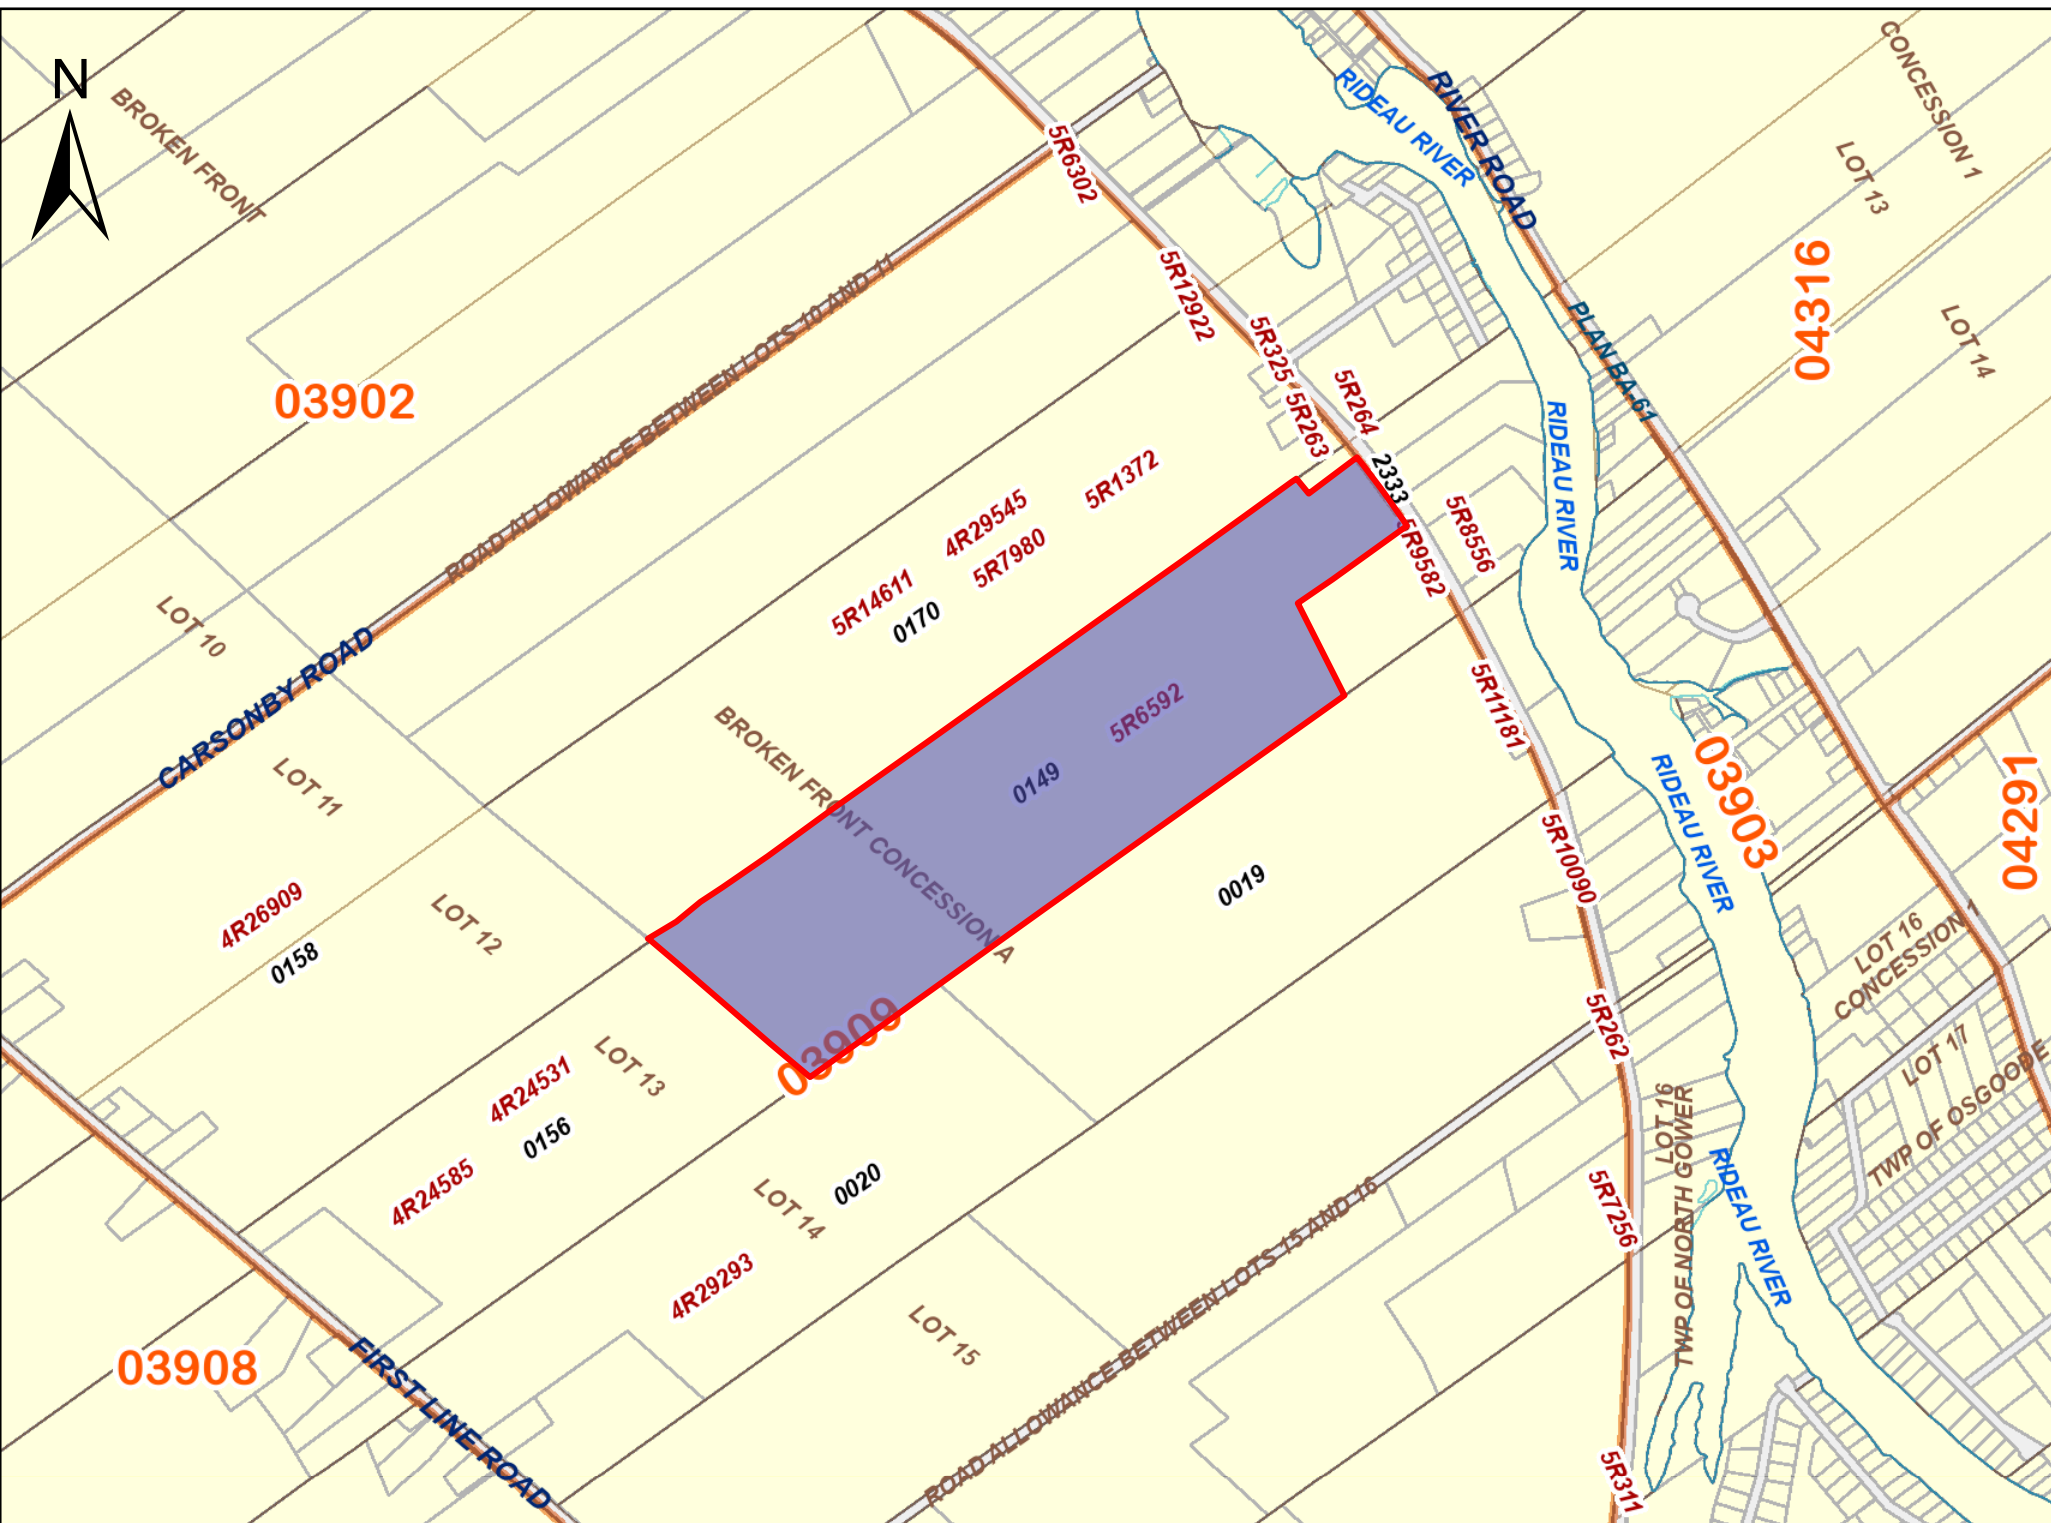 N
BROKEN FRONT
RIVER ROAD
RIDEAU RIVER
CONCESSION 1
LOT 13
5R6302
04316
5R12922
ROAD ALLOWANCE BETWEEN LOTS 10 AND 11
LOT 14
PLAN BA-61
5R325
5R264
5R263
03902
RIDEAU RIVER
2333
5R1372
4R29545
5R7980
5R8556
5R9582
5R14611
0170
LOT 10
CARSONBY ROAD
5R6592
5R11181
BROKEN FRONT CONCESSION A
0149
LOT 11
RIDEAU RIVER
03903
04291
5R10090
0019
4R26909
0158
LOT 12
LOT 16
CONCESSION 1
03909
5R262
LOT 13
4R24531
0156
LOT 17
TWP OF OSGOODE
LOT 16
TWP OF NORTH GOWER
4R24585
LOT 14
0020
RIDEAU RIVER
5R7256
ROAD ALLOWANCE BETWEEN LOTS 15 AND 16
4R29293
LOT 15
03908
FIRST LINE ROAD
5R311